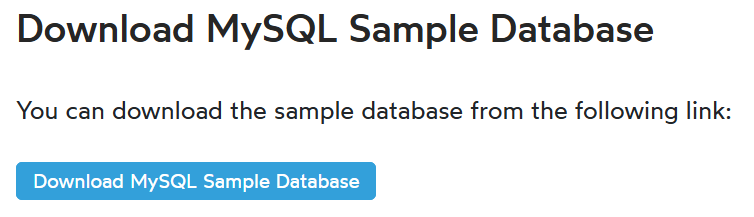 Download MySQL Sample Database
You can download the sample database from the following link:
Download MySQL Sample Database